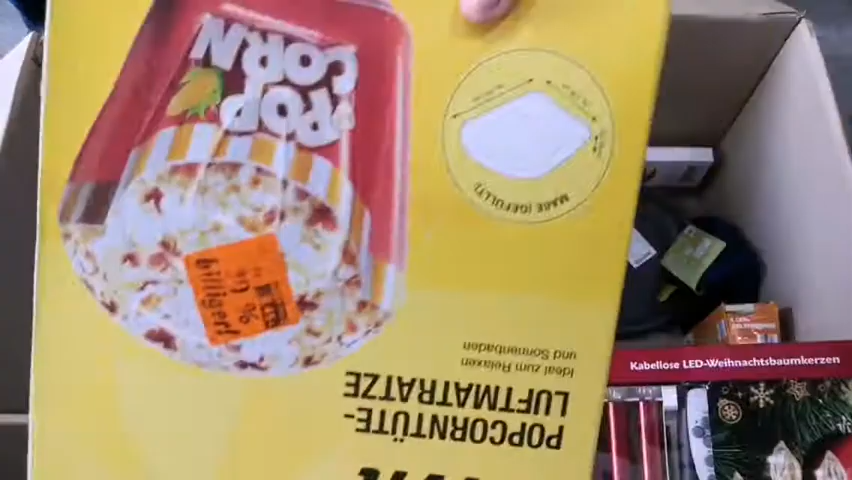 POPCORNTÜTE-
LUFTMATRATZE
Ideal zum Relaxen
und Sonnenbaden
MAßE (GEFÜLLT)
POP
CORN
%
billiger!
Kabellose LED-Weihnachtsbaumkerzen